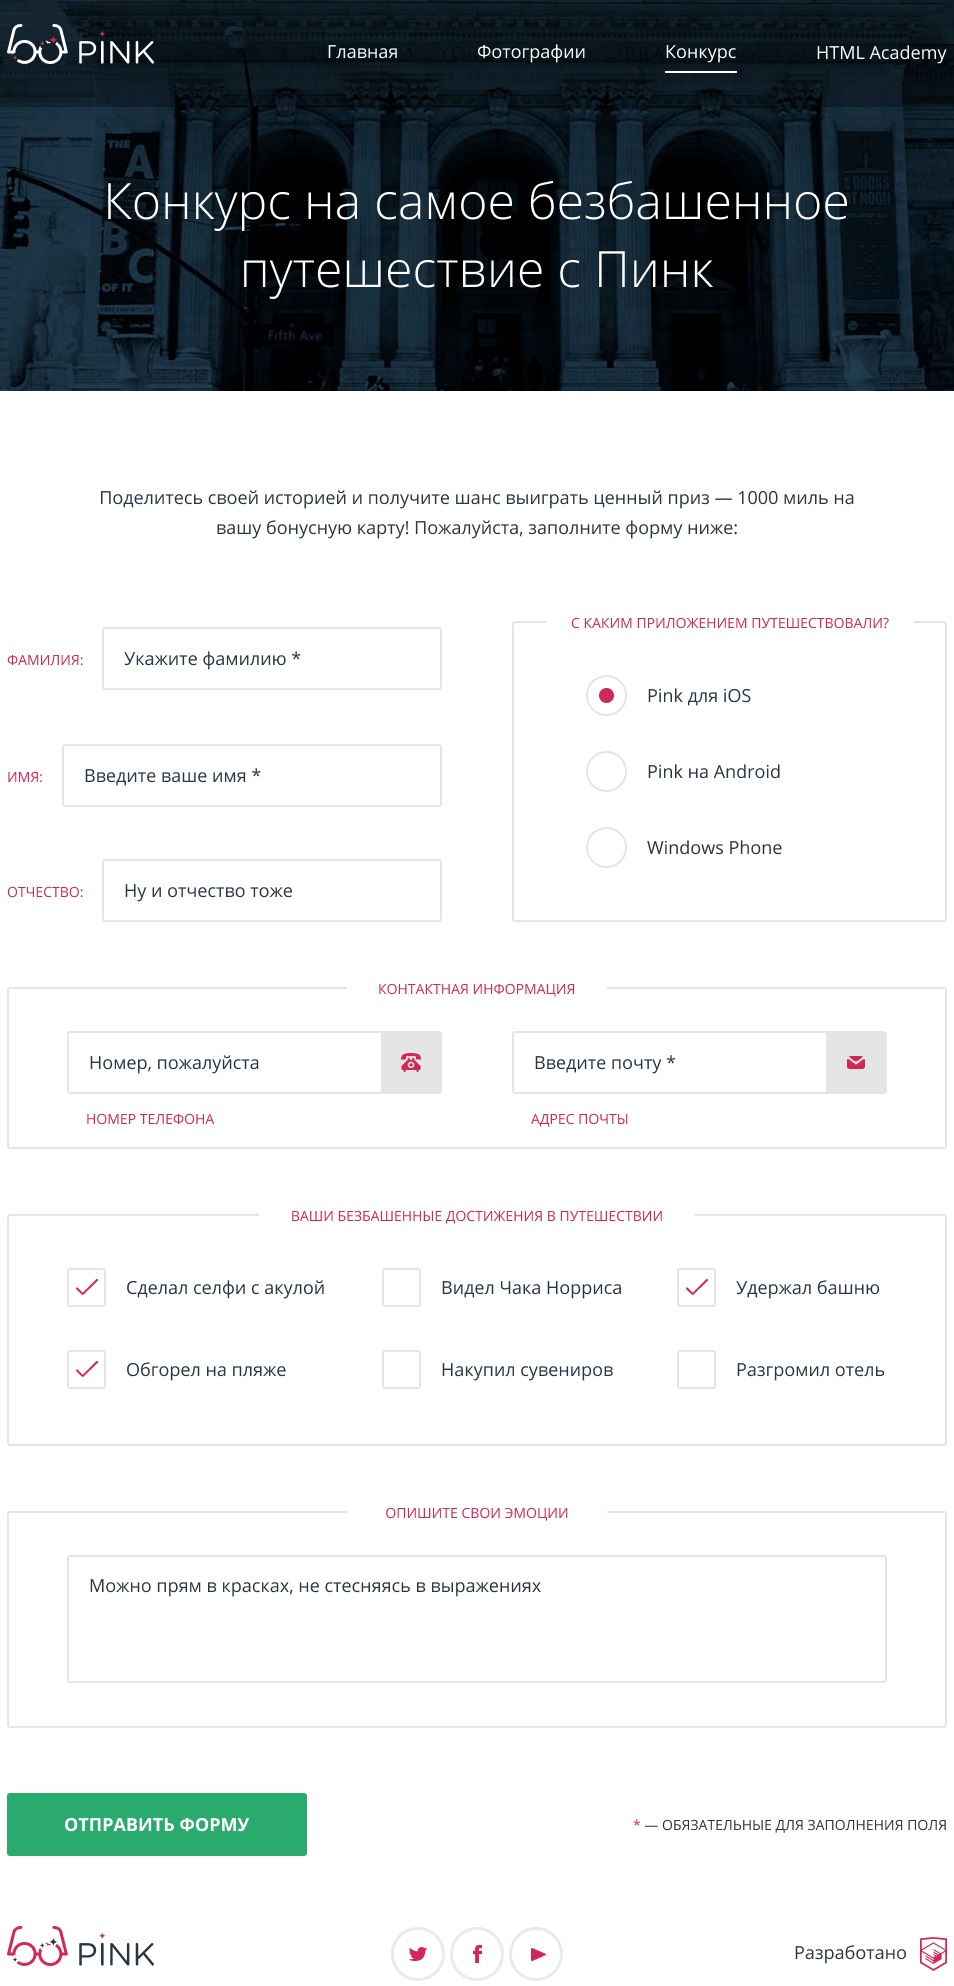 PINK
Главная
Фотографии
Конкурс
HTML Academy
THE
A
B
C
OF IT
Fifth Ave
Конкурс на самое безбашенное
путешествие с Пинк
Поделитесь своей историей и получите шанс выиграть ценный приз — 1000 миль на
вашу бонусную карту! Пожалуйста, заполните форму ниже:
ФАМИЛИЯ:
Укажите фамилию *
ИМЯ:
Введите ваше имя *
ОТЧЕСТВО:
Ну и отчество тоже
С КАКИМ ПРИЛОЖЕНИЕМ ПУТЕШЕСТВОВАЛИ?
Pink для iOS
Pink на Android
Windows Phone
КОНТАКТНАЯ ИНФОРМАЦИЯ
Номер, пожалуйста
НОМЕР ТЕЛЕФОНА
Введите почту *
АДРЕС ПОЧТЫ
ВАШИ БЕЗБАШЕННЫЕ ДОСТИЖЕНИЯ В ПУТЕШЕСТВИИ
Сделал селфи с акулой
Видел Чака Норриса
Удержал башню
Обгорел на пляже
Накупил сувениров
Разгромил отель
ОПИШИТЕ СВОИ ЭМОЦИИ
Можно прям в красках, не стесняясь в выражениях
ОТПРАВИТЬ ФОРМУ
* — ОБЯЗАТЕЛЬНЫЕ ДЛЯ ЗАПОЛНЕНИЯ ПОЛЯ
PINK
Разработано